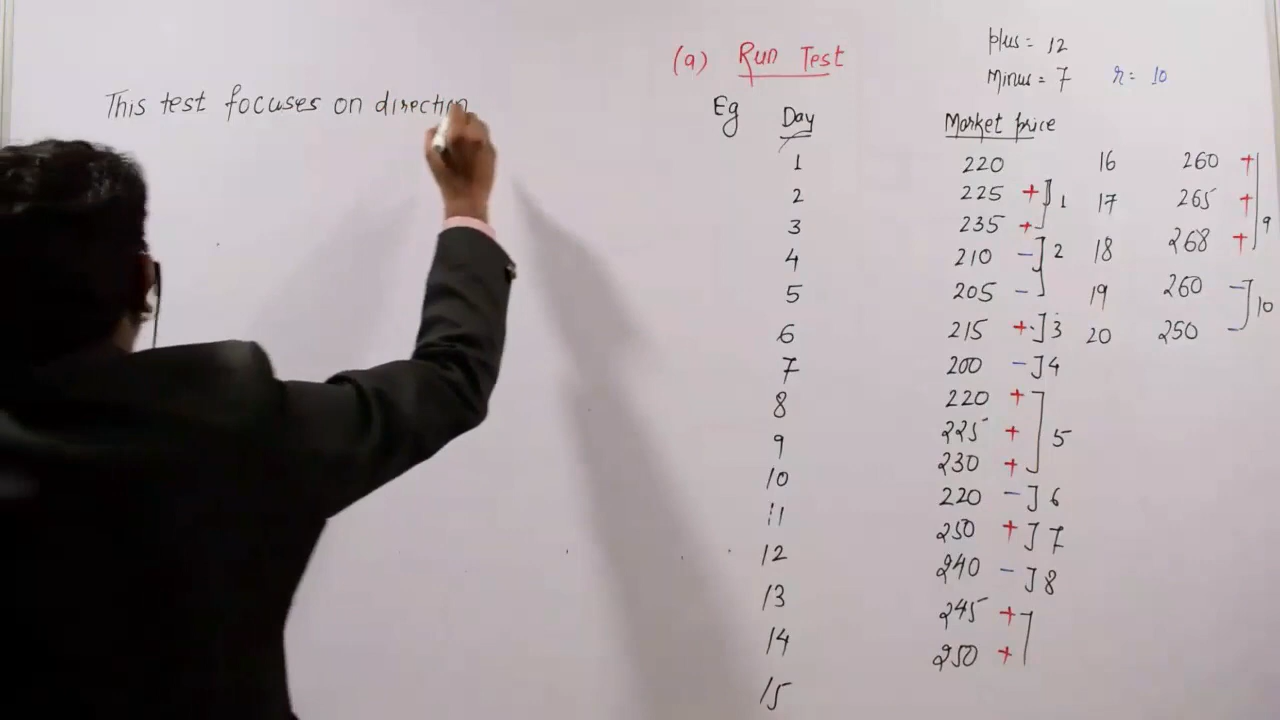 This test focuses on direction
(a) Run Test
plus = 12
Minus = 7 r = 10
Eg Day Market price
1 220 16 260 +
2 225 + 1 17 265 +
3 235 + 18 268 + 9
4 210 - 2 19 260 -
5 205 - 20 250 - 10
6 215 + 3
7 200 - 4
8 220 +
9 225 + 5
10 230 +
11 220 - 6
12 250 + 7
13 240 - 8
14 245 +
15 250 +